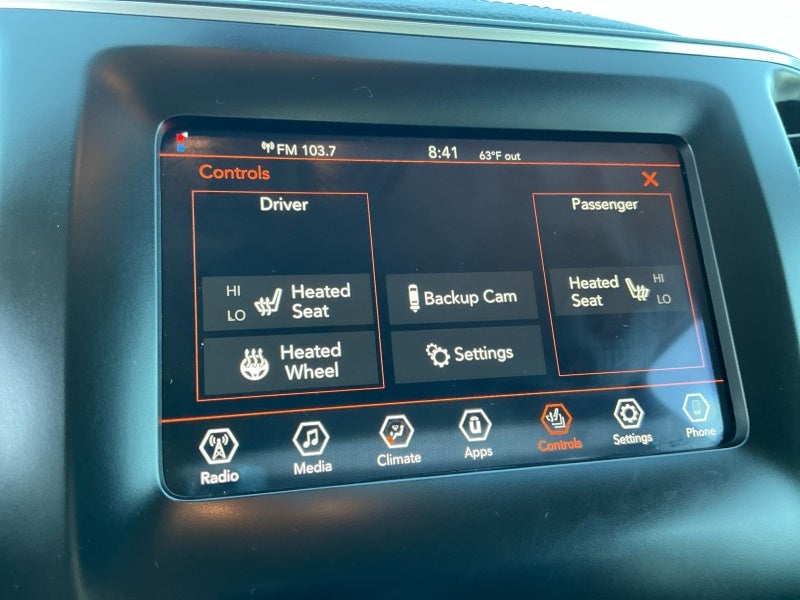 FM 103.7 8:41 63°F out
Controls
Driver
HI
LO
Heated
Seat
Heated
Wheel
Backup Cam
Settings
Passenger
Heated
Seat
HI
LO
Radio Media Climate Apps Controls Settings Phone